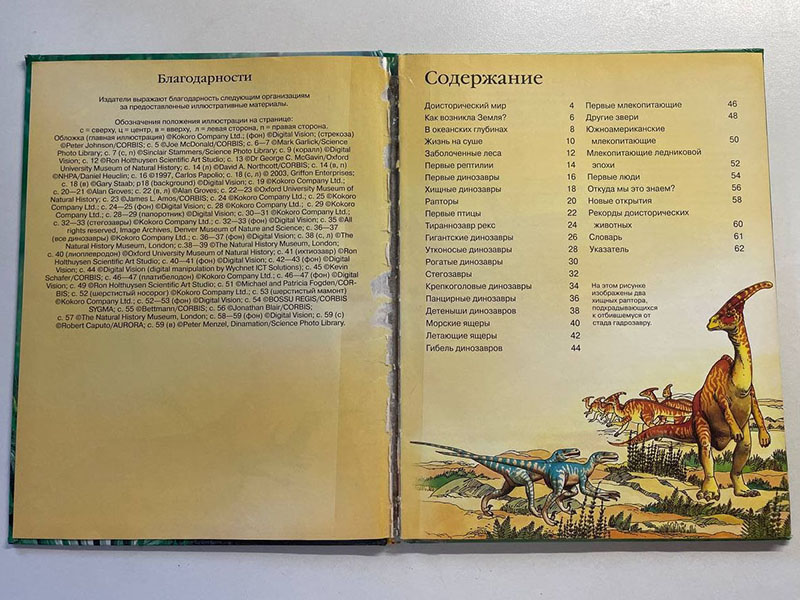 Благодарности
Издатели выражают благодарность следующим организациям
за предоставленные иллюстративные материалы.
Обозначения положения иллюстрации на странице:
с = сверху, ц = центр, в = вверху, л = левая сторона, п = правая сторона.
Обложка (главная иллюстрация) ©Kokoro Company Ltd.; (фон) ©Digital Vision; (стрекоза)
©Peter Johnson/CORBIS; с. 5 ©Joe McDonald/CORBIS; с. 6–7 ©Mark Garlick/Science
Photo Library; с. 7 (с, п) ©Sinclair Stammers/Science Photo Library; с. 9 (коралл) ©Digital
Vision; с. 12 ©Ron Holthuysen Scientific Art Studio; с. 13 ©Dr George C. McGavin/Oxford
University Museum of Natural History; с. 14 (л) ©David A. Northcott/CORBIS; с. 14 (в, п)
©NHPA/Daniel Heuclin; с. 16 ©1997, Carlos Papolio; с. 18 (с, л) © 2003, Griffon Enterprises;
с. 18 (в) ©Gary Staab; p18 (background) ©Digital Vision; с. 19 ©Kokoro Company Ltd.;
с. 20–21 ©Alan Groves; с. 22 (в, л) ©Alan Groves; с. 22–23 ©Oxford University Museum of
Natural History; с. 23 ©James L. Amos/CORBIS; с. 24 ©Kokoro Company Ltd.; с. 25 ©Kokoro
Company Ltd.; с. 24–25 (фон) ©Digital Vision; с. 28 ©Kokoro Company Ltd.; с. 29 ©Kokoro
Company Ltd.; с. 28–29 (папоротник) ©Digital Vision; с. 30–31 ©Kokoro Company Ltd.;
с. 32–33 (стегозавры) ©Kokoro Company Ltd.; с. 32–33 (фон) ©Digital Vision; с. 35 ©All
rights reserved, Image Archives, Denver Museum of Nature and Science; с. 36–37
(все динозавры) ©Kokoro Company Ltd.; с. 36–37 (фон) ©Digital Vision; с. 38 (с, л) ©The
Natural History Museum, London; с. 38–39 ©The Natural History Museum, London;
с. 40 (лиоплевродон) ©Oxford University Museum of Natural History; с. 41 (ихтиозавр) ©Ron
Holthuysen Scientific Art Studio; с. 40–41 (фон) ©Digital Vision; с. 42–43 (фон) ©Digital
Vision; с. 44 ©Digital Vision (digital manipulation by Wychnet ICT Solutions); с. 45 ©Kevin
Schafer/CORBIS; с. 46–47 (платибелодон) ©Kokoro Company Ltd.; с. 46–47 (фон) ©Digital
Vision; с. 49 ©Ron Holthuysen Scientific Art Studio; с. 51 ©Michael and Patricia Fogden/COR-
BIS; с. 52 (шерстистый носорог) ©Kokoro Company Ltd.; с. 53 (шерстистый мамонт)
©Kokoro Company Ltd.; с. 52–53 (фон) ©Digital Vision; с. 54 ©BOSSU REGIS/CORBIS
SYGMA; с. 55 ©Bettmann/CORBIS; с. 56 ©Jonathan Blair/CORBIS;
с. 57 ©The Natural History Museum, London; с. 58–59 (фон) ©Digital Vision; с. 59 (с)
©Robert Caputo/AURORA; с. 59 (в) ©Peter Menzel, Dinamation/Science Photo Library.
Содержание
Доисторический мир 4
Как возникла Земля? 6
В океанских глубинах 8
Жизнь на суше 10
Заболоченные леса 12
Первые рептилии 14
Первые динозавры 16
Хищные динозавры 18
Рапторы 20
Первые птицы 22
Тираннозавр рекс 24
Гигантские динозавры 26
Утконосые динозавры 28
Рогатые динозавры 30
Стегозавры 32
Крепкоголовые динозавры 34
Панцирные динозавры 36
Детеныши динозавров 38
Морские ящеры 40
Летающие ящеры 42
Гибель динозавров 44
Первые млекопитающие 46
Другие звери 48
Южноамериканские
млекопитающие 50
Млекопитающие ледниковой
эпохи 52
Первые люди 54
Откуда мы это знаем? 56
Новые открытия 58
Рекорды доисторических
животных 60
Словарь 61
Указатель 62
На этом рисунке
изображены два
хищных раптора,
подкрадывающихся
к отбившемуся от
стада гадрозавру.